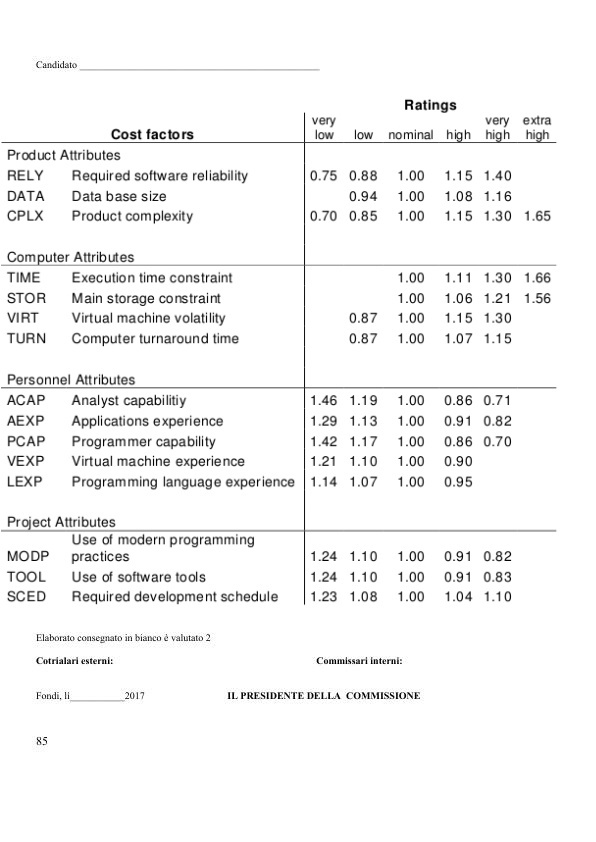 Candidato ________________________________________________
Ratings
very extra
very
Cost factors low low nominal high high high
Product Attributes
RELY Required software reliability 0.75 0.88 1.00 1.15 1.40
DATA Data base size 0.94 1.00 1.08 1.16
CPLX Product complexity 0.70 0.85 1.00 1.15 1.30 1.65
Computer Attributes
TIME Execution time constraint 1.00 1.11 1.30 1.66
STOR Main storage constraint 1.00 1.06 1.21 1.56
VIRT Virtual machine volatility 0.87 1.00 1.15 1.30
TURN Computer turnaround time 0.87 1.00 1.07 1.15
Personnel Attributes
ACAP Analyst capabilitiy 1.46 1.19 1.00 0.86 0.71
AEXP Applications experience 1.29 1.13 1.00 0.91 0.82
PCAP Programmer capability 1.42 1.17 1.00 0.86 0.70
VEXP Virtual machine experience 1.21 1.10 1.00 0.90
LEXP Programming language experience 1.14 1.07 1.00 0.95
Project Attributes
Use of modern programming
MODP practices 1.24 1.10 1.00 0.91 0.82
TOOL Use of software tools 1.24 1.10 1.00 0.91 0.83
SCED Required development schedule 1.23 1.08 1.00 1.04 1.10
Elaborato consegnato in bianco è valutato 2
Cotrialari esterni: Commissari interni:
Fondi, li___________2017 IL PRESIDENTE DELLA COMMISSIONE
85